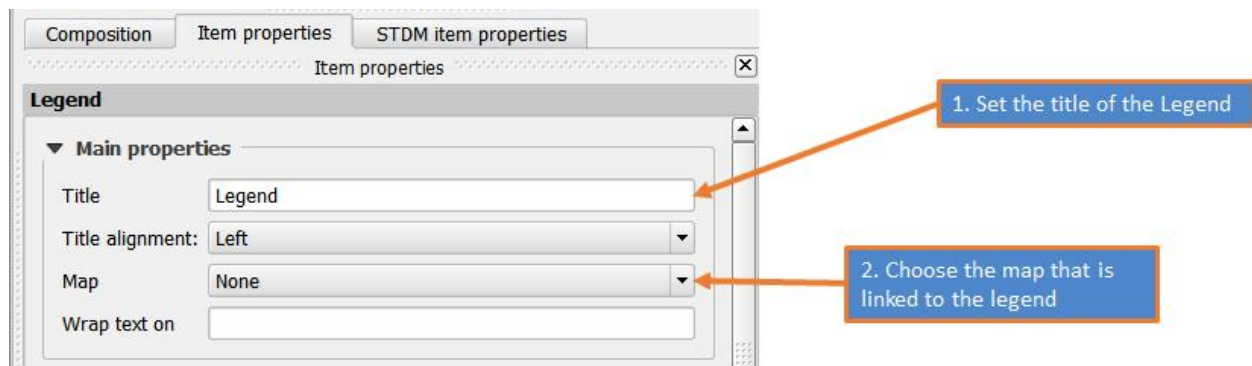 Composition Item properties STDM item properties
Item properties
Legend
1. Set the title of the Legend
Main properties
Title Legend
Title alignment: Left
Map None
2. Choose the map that is
linked to the legend
Wrap text on